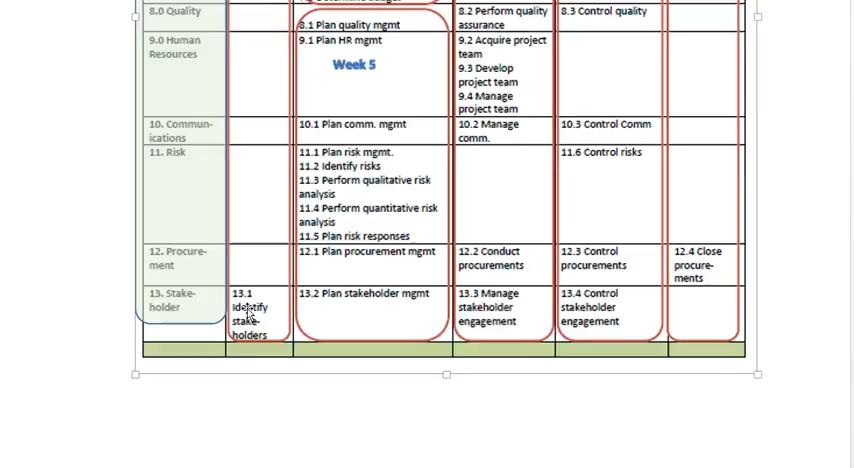 8.0 Quality
8.1 Plan quality mgmt
8.2 Perform quality
assurance
8.3 Control quality
9.0 Human
Resources
9.1 Plan HR mgmt
Week 5
9.2 Acquire project
team
9.3 Develop
project team
9.4 Manage
project team
10. Commun-
ications
10.1 Plan comm. mgmt
10.2 Manage
comm.
10.3 Control Comm
11. Risk
11.1 Plan risk mgmt.
11.2 Identify risks
11.3 Perform qualitative risk
analysis
11.4 Perform quantitative risk
analysis
11.5 Plan risk responses
11.6 Control risks
12. Procure-
ment
12.1 Plan procurement mgmt
12.2 Conduct
procurements
12.3 Control
procurements
12.4 Close
procure-
ments
13. Stake-
holder
13.1
Identify
stake-
holders
13.2 Plan stakeholder mgmt
13.3 Manage
stakeholder
engagement
13.4 Control
stakeholder
engagement